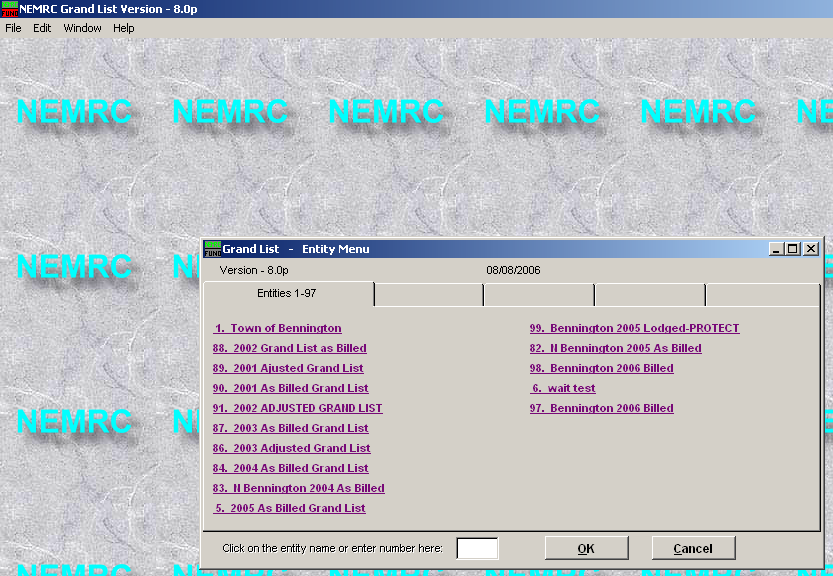 NEMRC Grand List Version - 8.0p
File Edit Window Help
NEMRC NEMRC NEMRC NEMRC NEMRC NE
FUND Grand List - Entity Menu
Version - 8.0p 08/08/2006
Entities 1-97
1. Town of Bennington
88. 2002 Grand List as Billed
89. 2001 Ajusted Grand List
90. 2001 As Billed Grand List
91. 2002 ADJUSTED GRAND LIST
87. 2003 As Billed Grand List
86. 2003 Adjusted Grand List
84. 2004 As Billed Grand List
83. N Bennington 2004 As Billed
5. 2005 As Billed Grand List
99. Bennington 2005 Lodged-PROTECT
82. N Bennington 2005 As Billed
98. Bennington 2006 Billed
6. wait test
97. Bennington 2006 Billed
Click on the entity name or enter number here: OK Cancel
NEMRC
NEMRC